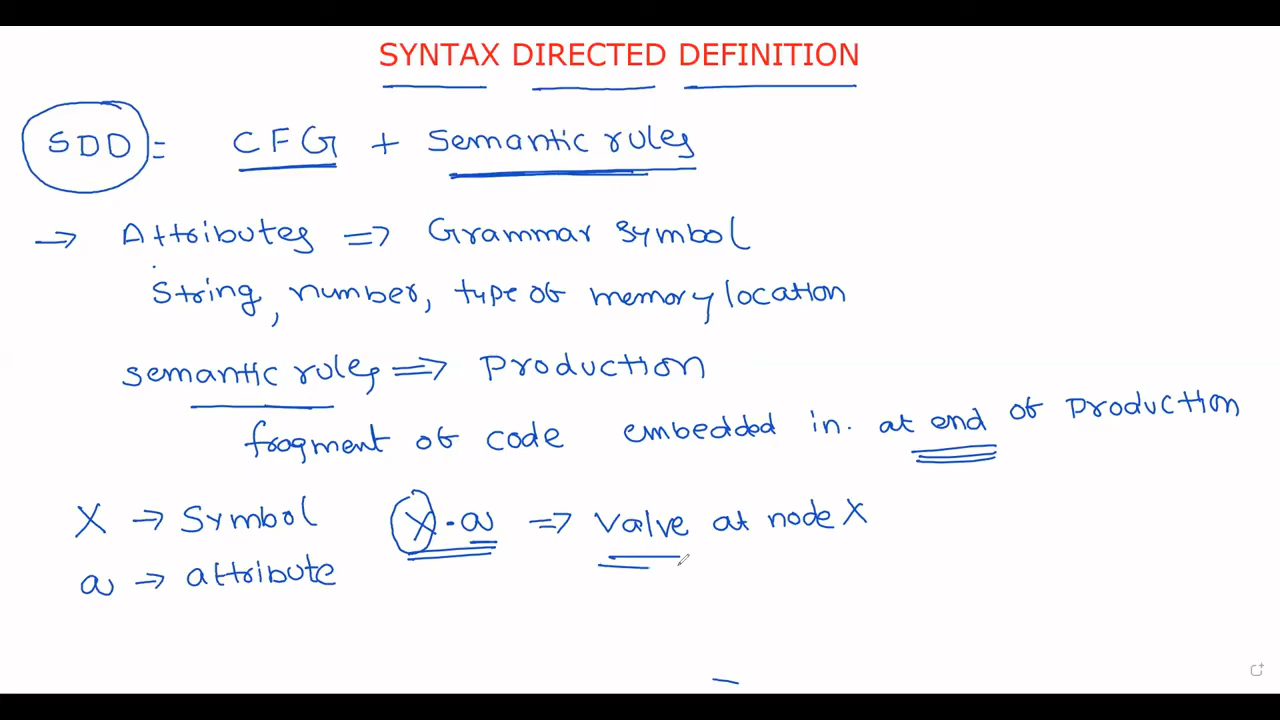 SYNTAX DIRECTED DEFINITION
SDD = CFG + Semantic rules
→ Attributes => Grammar symbol
String, number, type of memory location
semantic rules => production
fragment of code embedded in. at end of production
X → Symbol X.a => value at node X
a → attribute